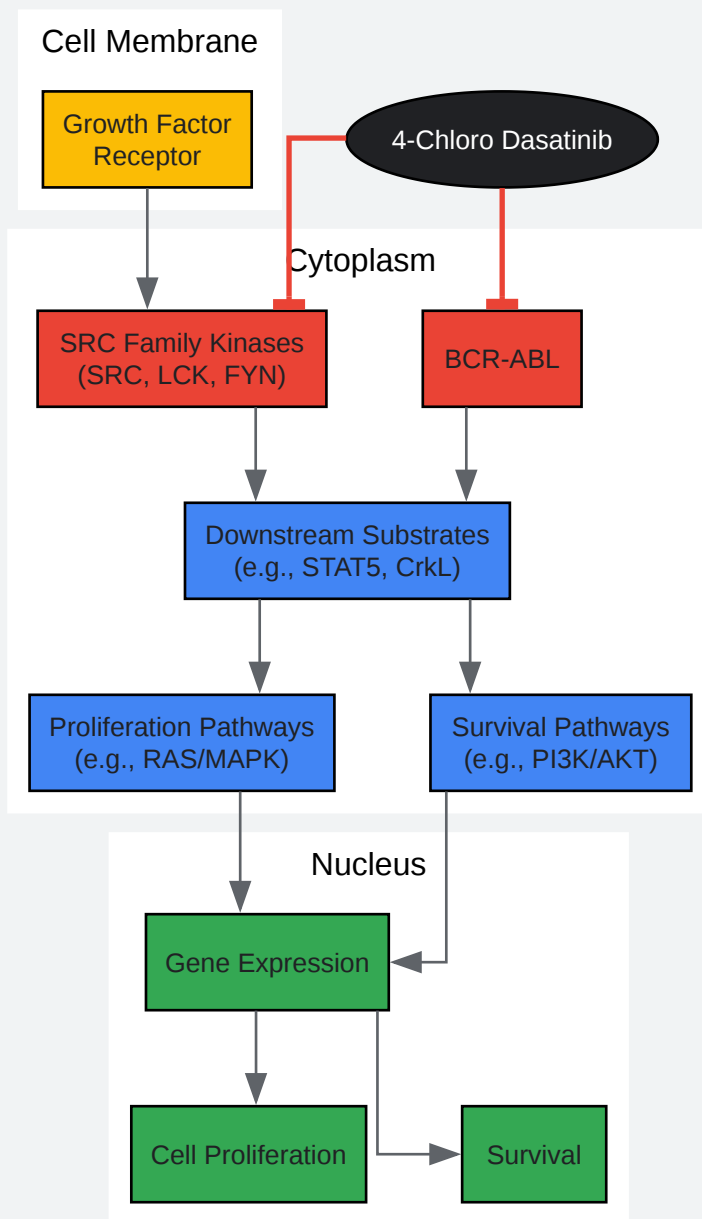 Cell Membrane
Growth Factor
Receptor
4-Chloro Dasatinib
Cytoplasm
SRC Family Kinases
(SRC, LCK, FYN)
BCR-ABL
Downstream Substrates
(e.g., STAT5, CrkL)
Proliferation Pathways
(e.g., RAS/MAPK)
Survival Pathways
(e.g., PI3K/AKT)
Nucleus
Gene Expression
Cell Proliferation
Survival